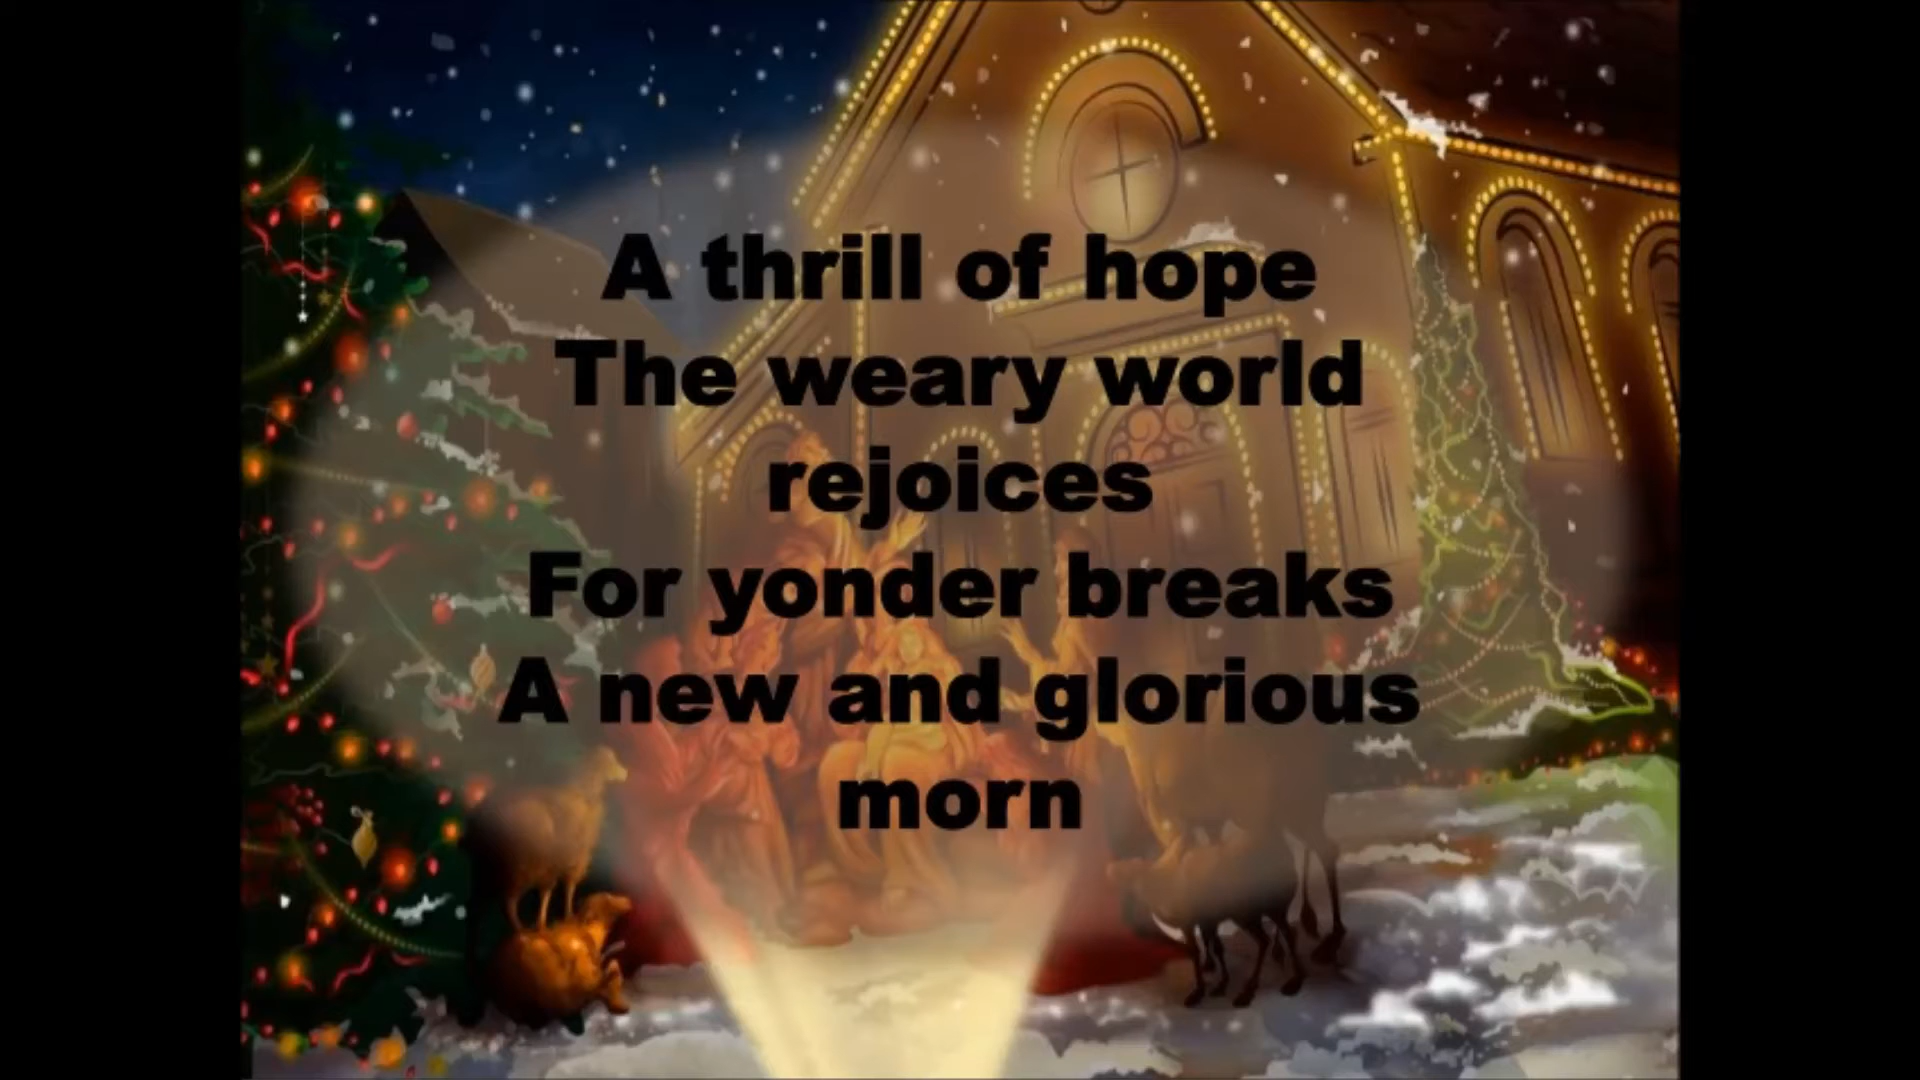 A thrill of hope
The weary world
rejoices
For yonder breaks
A new and glorious
morn